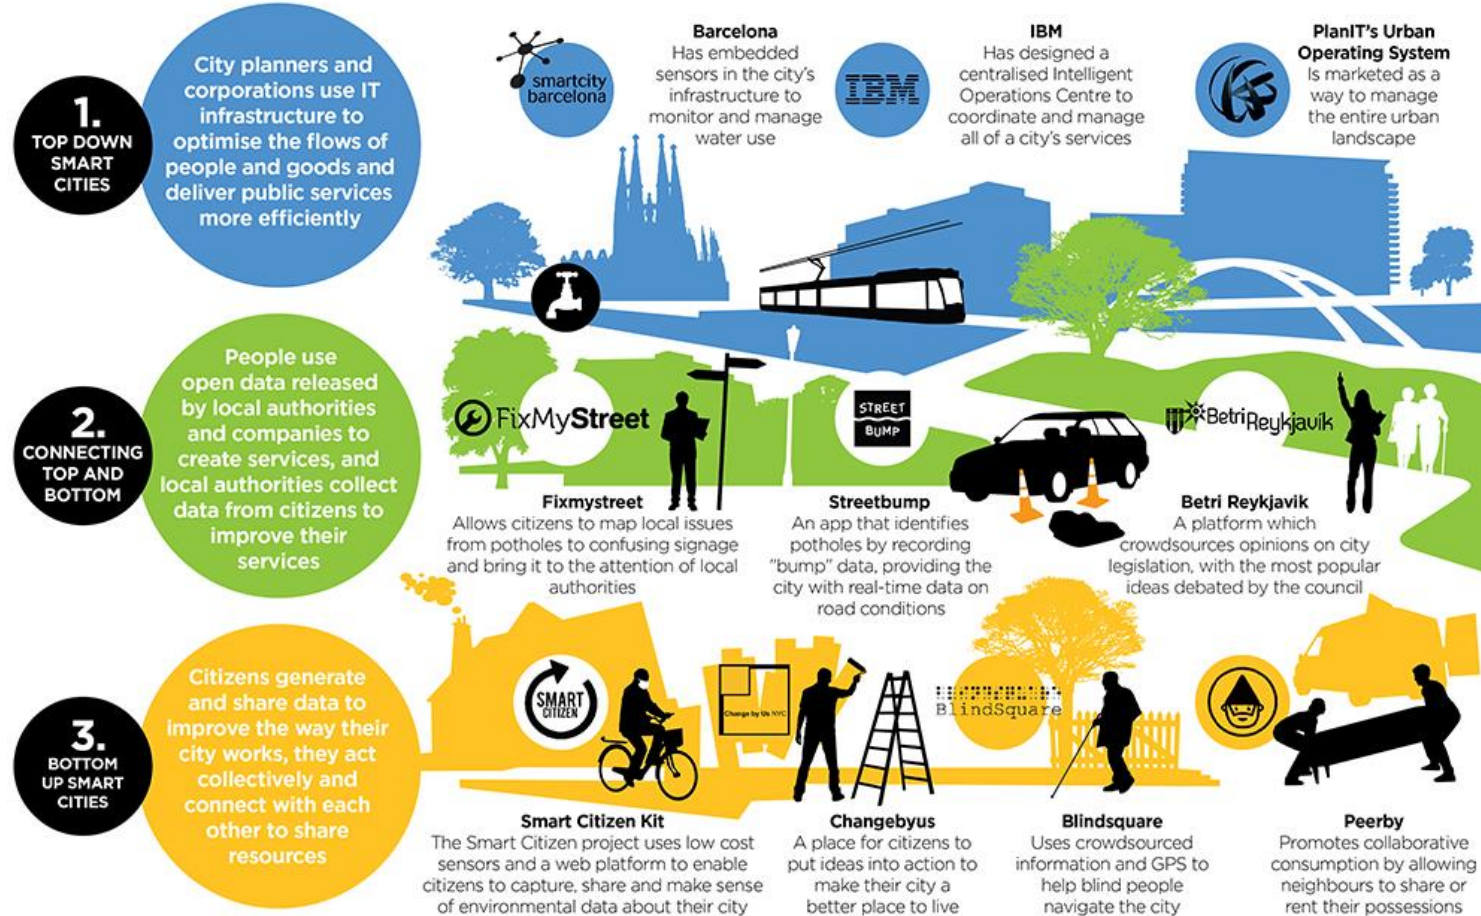 1.
TOP DOWN
SMART
CITIES
City planners and
corporations use IT
infrastructure to
optimise the flows of
people and goods and
deliver public services
more efficiently
smartcity
barcelona
Barcelona
Has embedded
sensors in the city's
infrastructure to
monitor and manage
water use
IBM
IBM
Has designed a
centralised Intelligent
Operations Centre to
coordinate and manage
all of a city's services
PlanIT's Urban
Operating System
Is marketed as a
way to manage
the entire urban
landscape
2.
CONNECTING
TOP AND
BOTTOM
People use
open data released
by local authorities
and companies to
create services, and
local authorities collect
data from citizens to
improve their
services
FixMyStreet
Fixmystreet
Allows citizens to map local issues
from potholes to confusing signage
and bring it to the attention of local
authorities
STREET
BUMP
Streetbump
An app that identifies
potholes by recording
"bump" data, providing the
city with real-time data on
road conditions
Betri Reykjavik
Betri Reykjavik
A platform which
crowdsources opinions on city
legislation, with the most popular
ideas debated by the council
3.
BOTTOM
UP SMART
CITIES
Citizens generate
and share data to
improve the way their
city works, they act
collectively and
connect with each
other to share
resources
SMART
CITIZEN
Smart Citizen Kit
The Smart Citizen project uses low cost
sensors and a web platform to enable
citizens to capture, share and make sense
of environmental data about their city
Change by Us NYC
Changebyus
A place for citizens to
put ideas into action to
make their city a
better place to live
BlindSquare
Blindsquare
Uses crowdsourced
information and GPS to
help blind people
navigate the city
Peerby
Promotes collaborative
consumption by allowing
neighbours to share or
rent their possessions